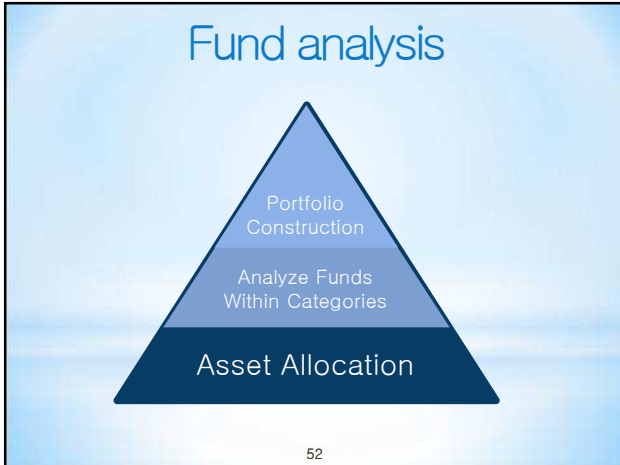 Fund analysis
Portfolio
Construction
Analyze Funds
Within Categories
Asset Allocation
52